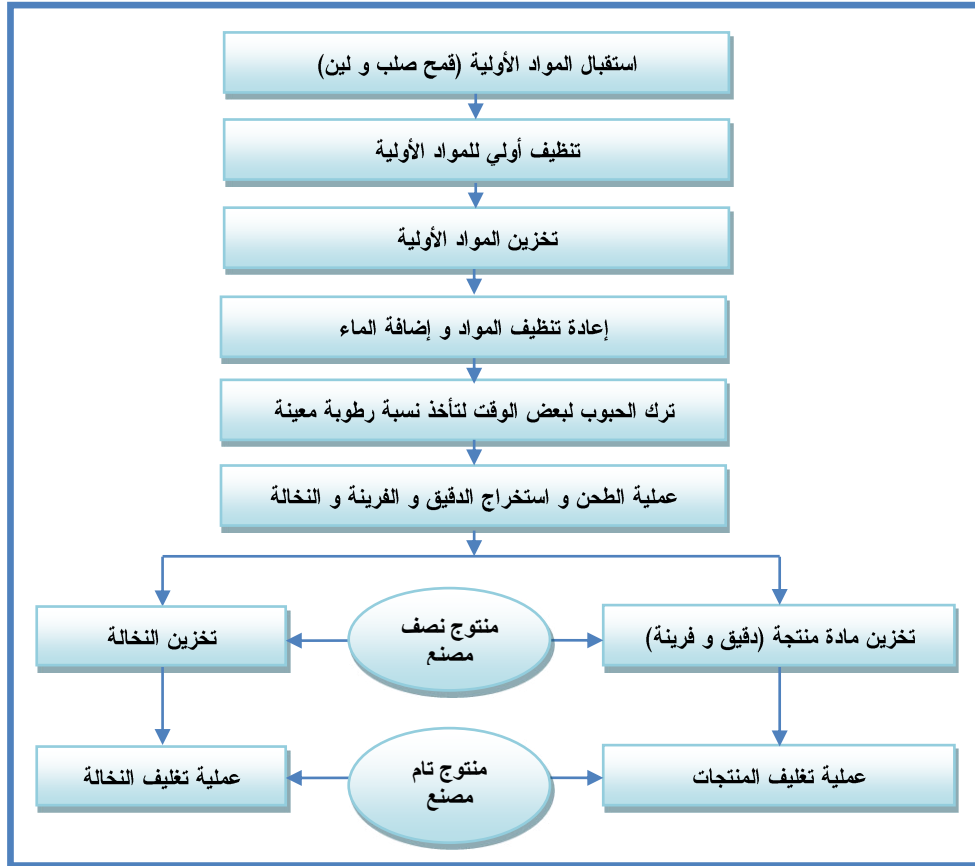 استقبال المواد الأولية (قمح صلب و لين)
تنظيف أولي للمواد الأولية
تخزين المواد الأولية
إعادة تنظيف المواد و إضافة الماء
ترك الحبوب لبعض الوقت لتأخذ نسبة رطوبة معينة
عملية الطحن و استخراج الدقيق و الفرينة و النخالة
تخزين مادة منتجة (دقيق و فرينة)
منتوج نصف
مصنع
تخزين النخالة
عملية تغليف المنتجات
منتوج تام
مصنع
عملية تغليف النخالة